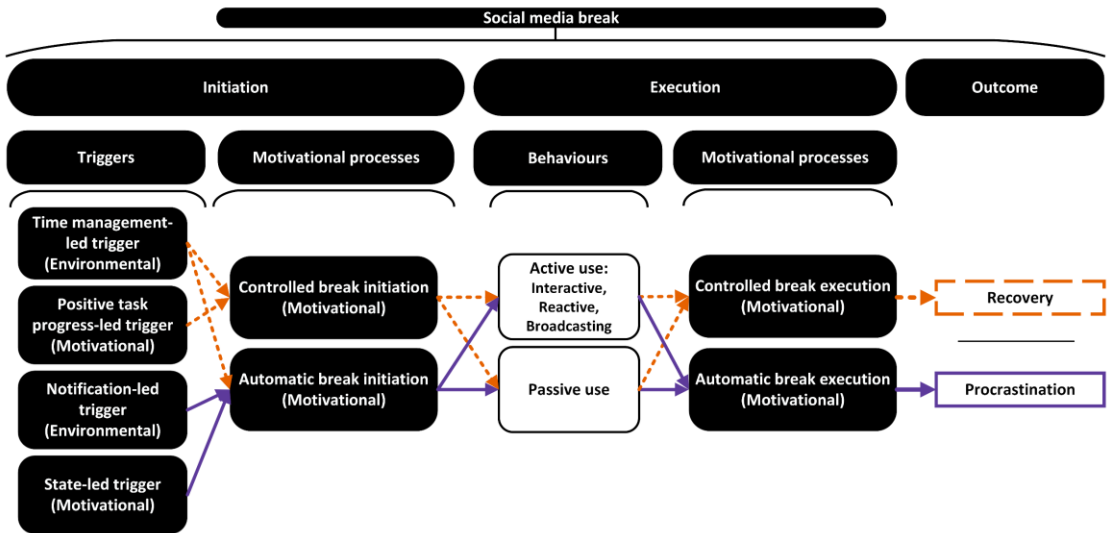 Social media break
Initiation
Execution
Outcome
Triggers
Motivational processes
Behaviours
Motivational processes
Time management-
led trigger
(Environmental)
Positive task
progress-led trigger
(Motivational)
Notification-led
trigger
(Environmental)
State-led trigger
(Motivational)
Controlled break initiation
(Motivational)
Automatic break initiation
(Motivational)
Active use:
Interactive,
Reactive,
Broadcasting
Passive use
Controlled break execution
(Motivational)
Automatic break execution
(Motivational)
Recovery
Procrastination